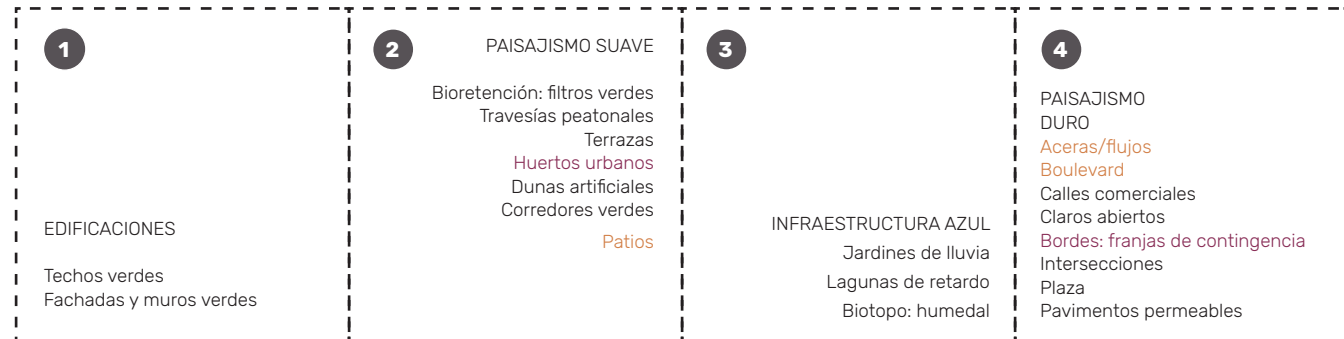 1
EDIFICACIONES
Techos verdes
Fachadas y muros verdes
2
PAISAJISMO SUAVE
Bioretención: filtros verdes
Travesías peatonales
Terrazas
Huertos urbanos
Dunas artificiales
Corredores verdes
Patios
3
INFRAESTRUCTURA AZUL
Jardines de lluvia
Lagunas de retardo
Biotopo: humedal
4
PAISAJISMO
DURO
Aceras/flujos
Boulevard
Calles comerciales
Claros abiertos
Bordes: franjas de contingencia
Intersecciones
Plaza
Pavimentos permeables